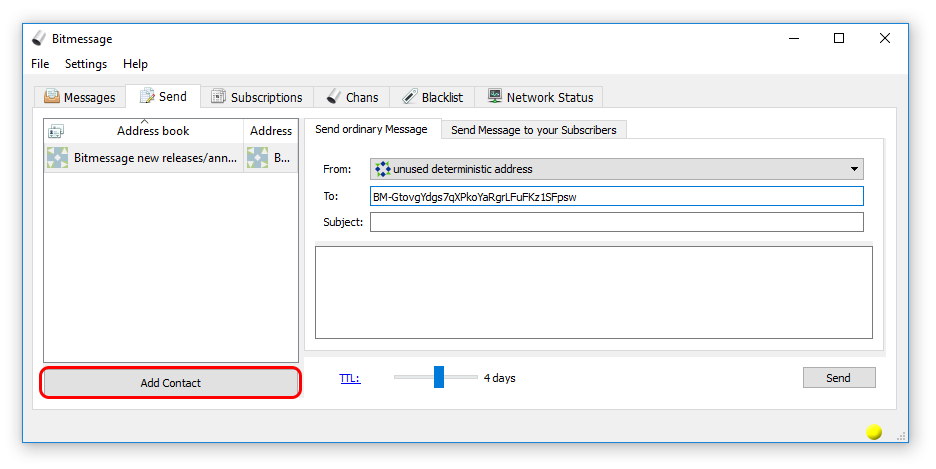 Bitmessage
File Settings Help
Messages Send Subscriptions Chans Blacklist Network Status
Address book Address
Bitmessage new releases/ann... B...
Add Contact
Send ordinary Message Send Message to your Subscribers
From: unused deterministic address
To: BM-GtovgYdgs7qXPkoYaRgrLFuFKz1SFpsw
Subject:
TTL: 4 days Send